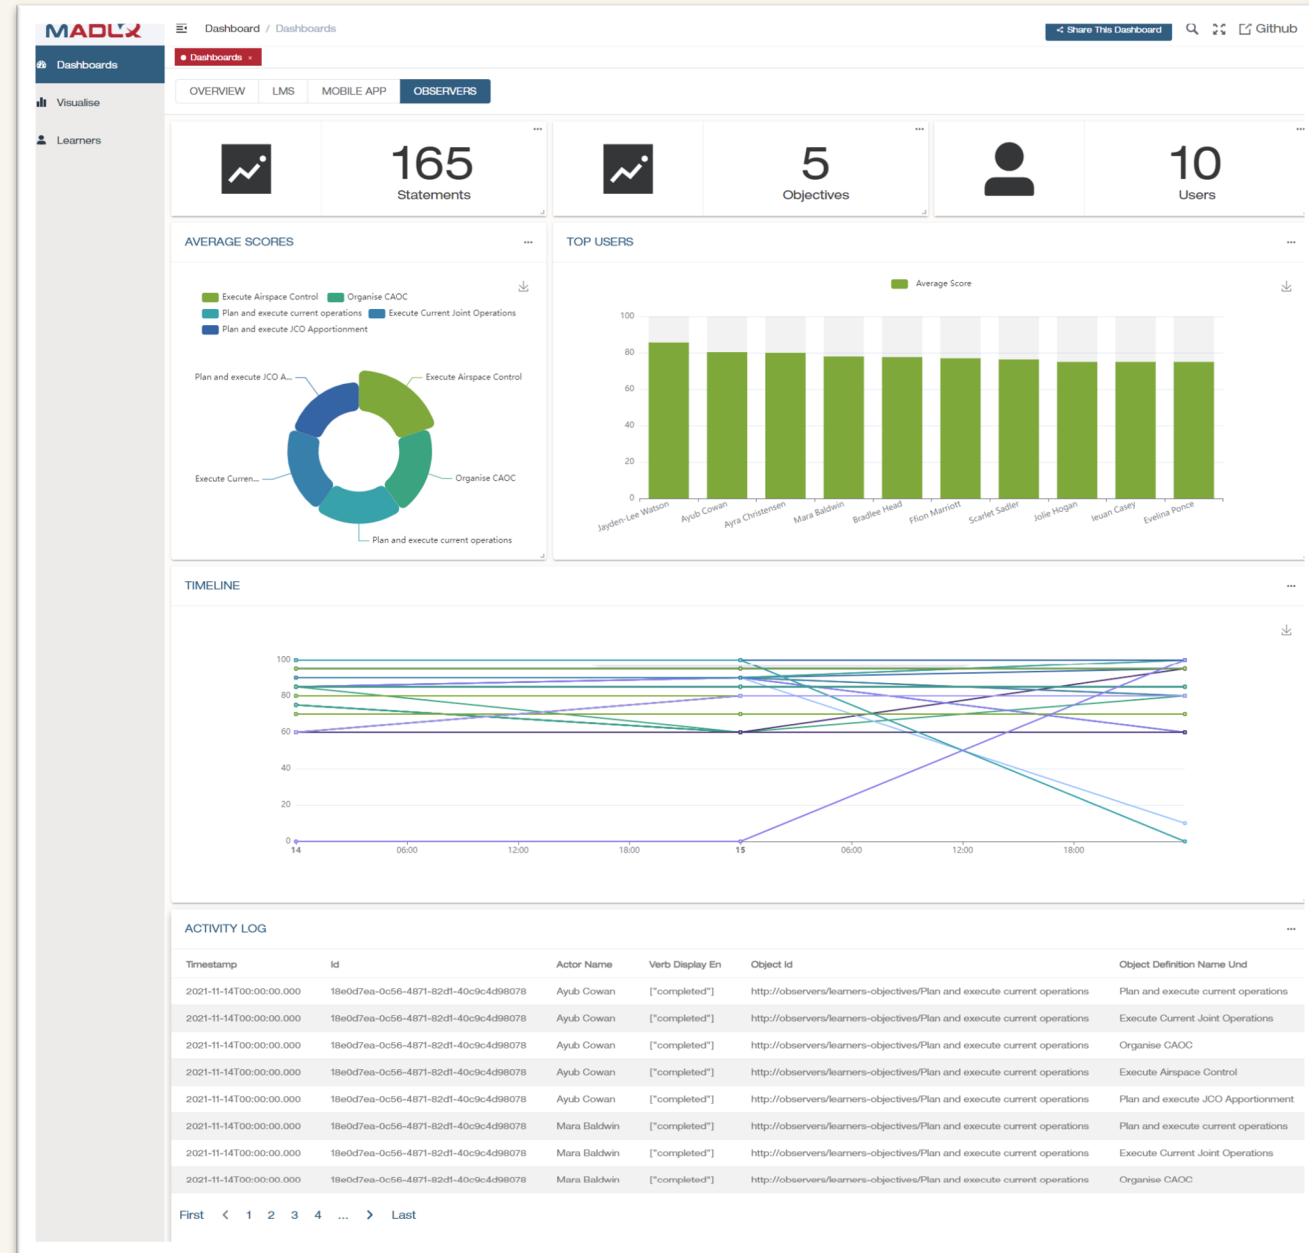 MADLX
Dashboard / Dashboards
Share This Dashboard
Github
Dashboards
Visualise
Learners
Dashboards ×
OVERVIEW LMS MOBILE APP OBSERVERS
165
Statements
5
Objectives
10
Users
AVERAGE SCORES
Execute Airspace Control Organise CAOC
Plan and execute current operations Execute Current Joint Operations
Plan and execute JCO Apportionment
Plan and execute JCO A... Execute Airspace Control
Execute Curren... Organise CAOC
Plan and execute current operations
TOP USERS
Average Score
100
80
60
40
20
0
Jayden-Lee Watson Ayub Cowan Ayra Christensen Mara Baldwin Bradlee Head Ffion Marriott Scarlet Sadler Jolie Hogan Ieuan Casey Evelina Ponce
TIMELINE
100
80
60
40
20
0
14 06:00 12:00 18:00 15 06:00 12:00 18:00
ACTIVITY LOG
Timestamp Id Actor Name Verb Display En Object Id Object Definition Name Und
2021-11-14T00:00:00.000 18e0d7ea-0c56-4871-82d1-40c9c4d98078 Ayub Cowan ["completed"] http://observers/learners-objectives/Plan and execute current operations Plan and execute current operations
2021-11-14T00:00:00.000 18e0d7ea-0c56-4871-82d1-40c9c4d98078 Ayub Cowan ["completed"] http://observers/learners-objectives/Plan and execute current operations Execute Current Joint Operations
2021-11-14T00:00:00.000 18e0d7ea-0c56-4871-82d1-40c9c4d98078 Ayub Cowan ["completed"] http://observers/learners-objectives/Plan and execute current operations Organise CAOC
2021-11-14T00:00:00.000 18e0d7ea-0c56-4871-82d1-40c9c4d98078 Ayub Cowan ["completed"] http://observers/learners-objectives/Plan and execute current operations Execute Airspace Control
2021-11-14T00:00:00.000 18e0d7ea-0c56-4871-82d1-40c9c4d98078 Ayub Cowan ["completed"] http://observers/learners-objectives/Plan and execute current operations Plan and execute JCO Apportionment
2021-11-14T00:00:00.000 18e0d7ea-0c56-4871-82d1-40c9c4d98078 Mara Baldwin ["completed"] http://observers/learners-objectives/Plan and execute current operations Plan and execute current operations
2021-11-14T00:00:00.000 18e0d7ea-0c56-4871-82d1-40c9c4d98078 Mara Baldwin ["completed"] http://observers/learners-objectives/Plan and execute current operations Execute Current Joint Operations
2021-11-14T00:00:00.000 18e0d7ea-0c56-4871-82d1-40c9c4d98078 Mara Baldwin ["completed"] http://observers/learners-objectives/Plan and execute current operations Organise CAOC
First < 1 2 3 4 ... > Last